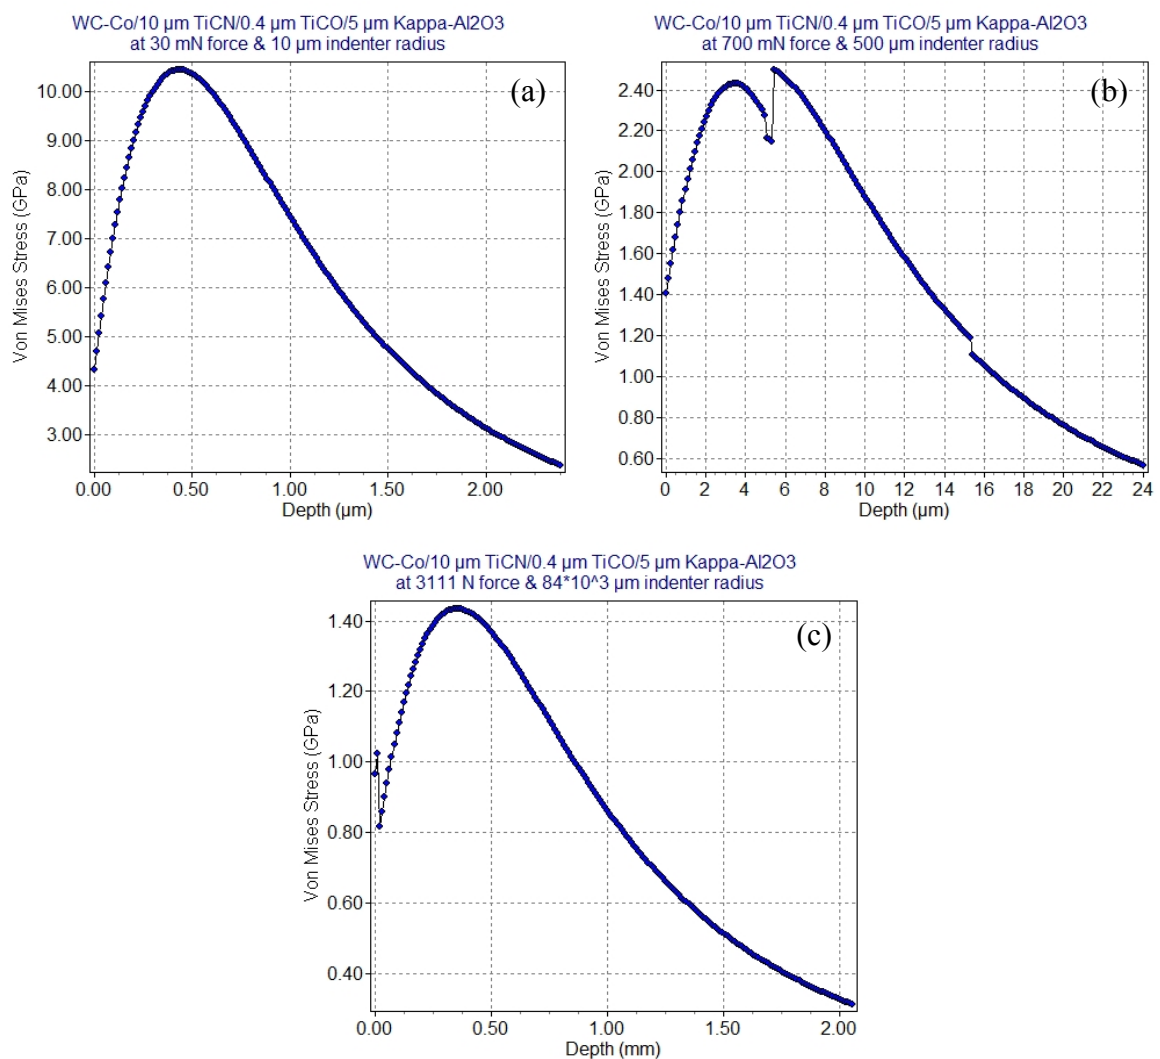 WC-Co/10 µm TiCN/0.4 µm TiCO/5 µm Kappa-Al2O3
at 30 mN force & 10 µm indenter radius
(a)
10.00
9.00
8.00
7.00
6.00
5.00
4.00
3.00
Von Mises Stress (GPa)
0.00 0.50 1.00 1.50 2.00
Depth (µm)
WC-Co/10 µm TiCN/0.4 µm TiCO/5 µm Kappa-Al2O3
at 700 mN force & 500 µm indenter radius
(b)
2.40
2.20
2.00
1.80
1.60
1.40
1.20
1.00
0.80
0.60
Von Mises Stress (GPa)
0 2 4 6 8 10 12 14 16 18 20 22 24
Depth (µm)
WC-Co/10 µm TiCN/0.4 µm TiCO/5 µm Kappa-Al2O3
at 3111 N force & 84*10^3 µm indenter radius
(c)
1.40
1.20
1.00
0.80
0.60
0.40
Von Mises Stress (GPa)
0.00 0.50 1.00 1.50 2.00
Depth (mm)